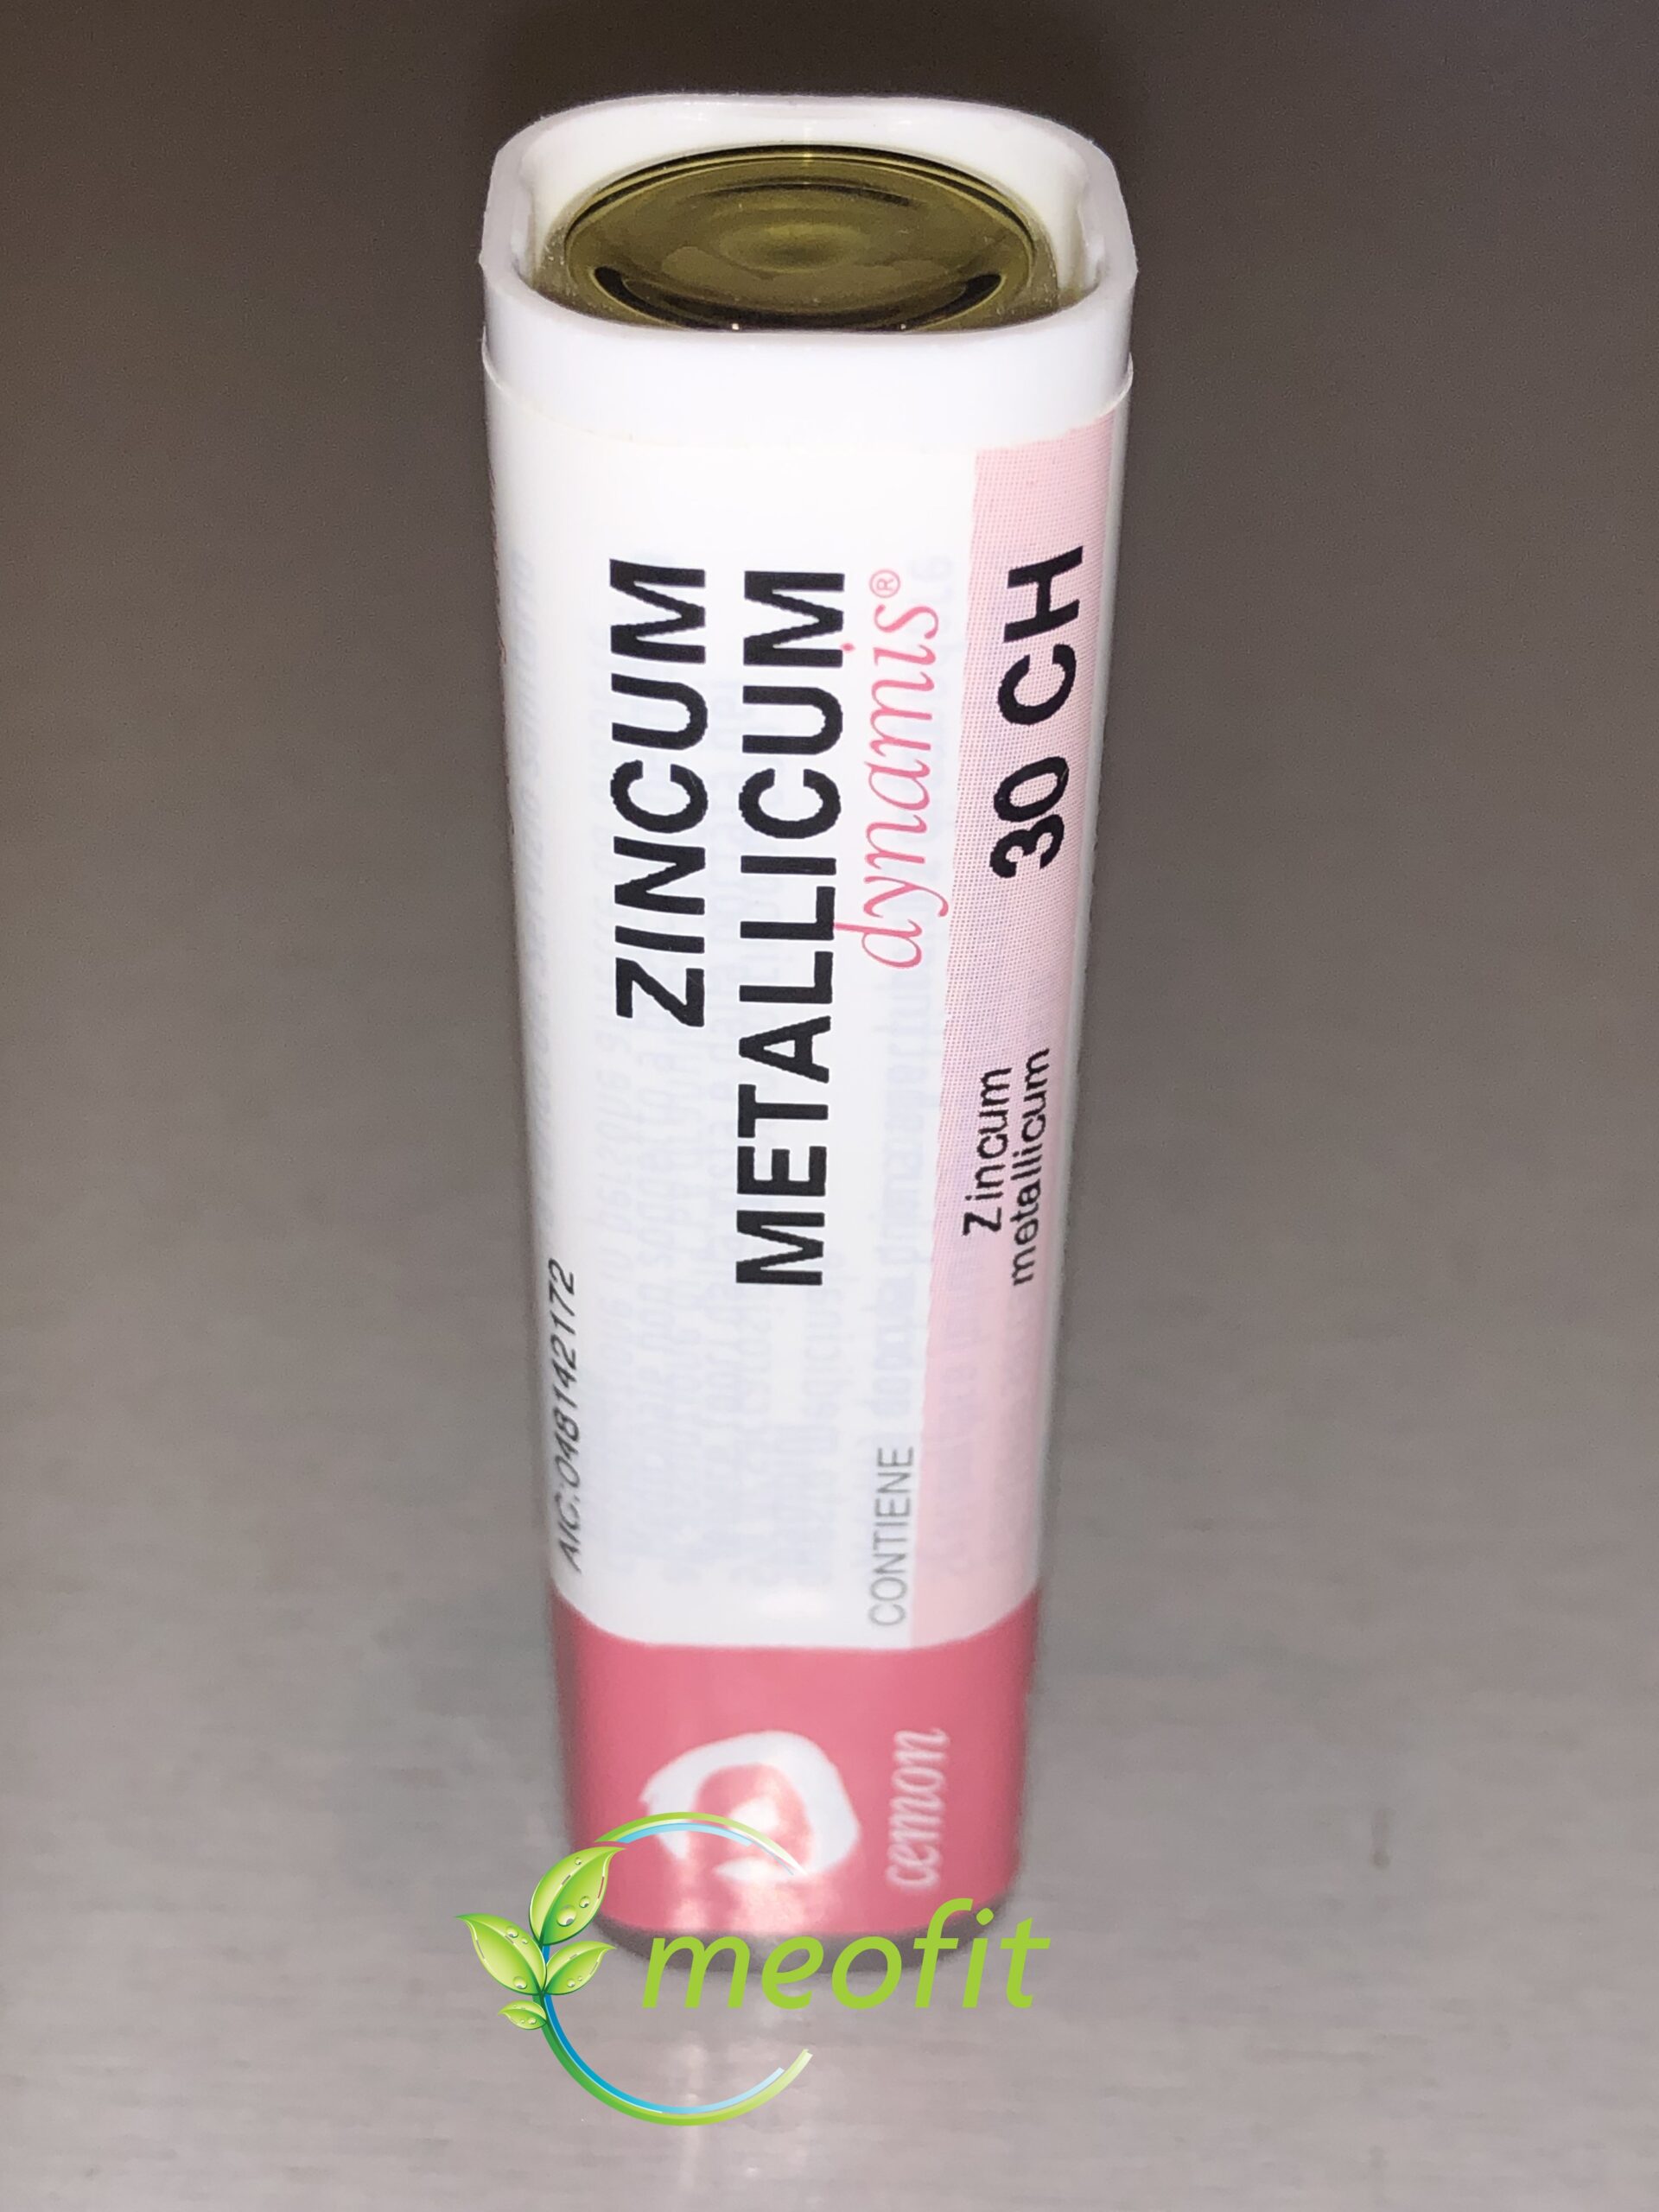 AIC:048142172
ZINCUM
METALLICUM
dynamis®
CONTIENE
30 CH
Zincum
metallicum
cemon
meofit